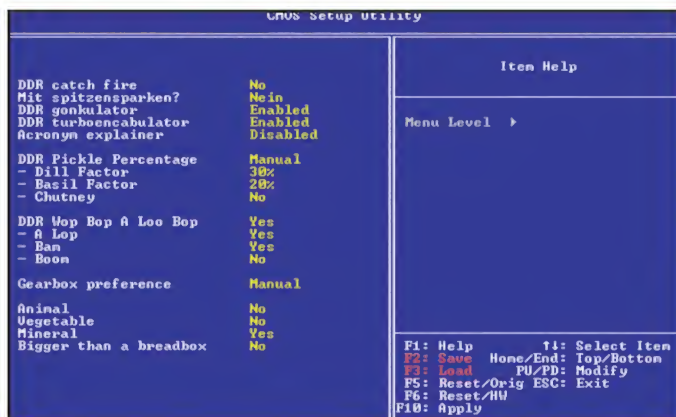 CMOS Setup Utility
DDR catch fire No
Mit spitzensparken? Nein
DDR gonkulator Enabled
DDR turboencabulator Enabled
Acronym explainer Disabled
DDR Pickle Percentage Manual
- Dill Factor 30%
- Basil Factor 20%
- Chutney No
DDR Wop Bop A Loo Bop Yes
- A Lop Yes
- Bam Yes
- Boom No
Gearbox preference Manual
Animal No
Vegetable No
Mineral Yes
Bigger than a breadbox No
Item Help
Menu Level ▶
F1: Help ↑↓: Select Item
F2: Save Home/End: Top/Bottom
F3: Load PU/PD: Modify
F5: Reset/Orig ESC: Exit
F6: Reset/HW
F10: Apply